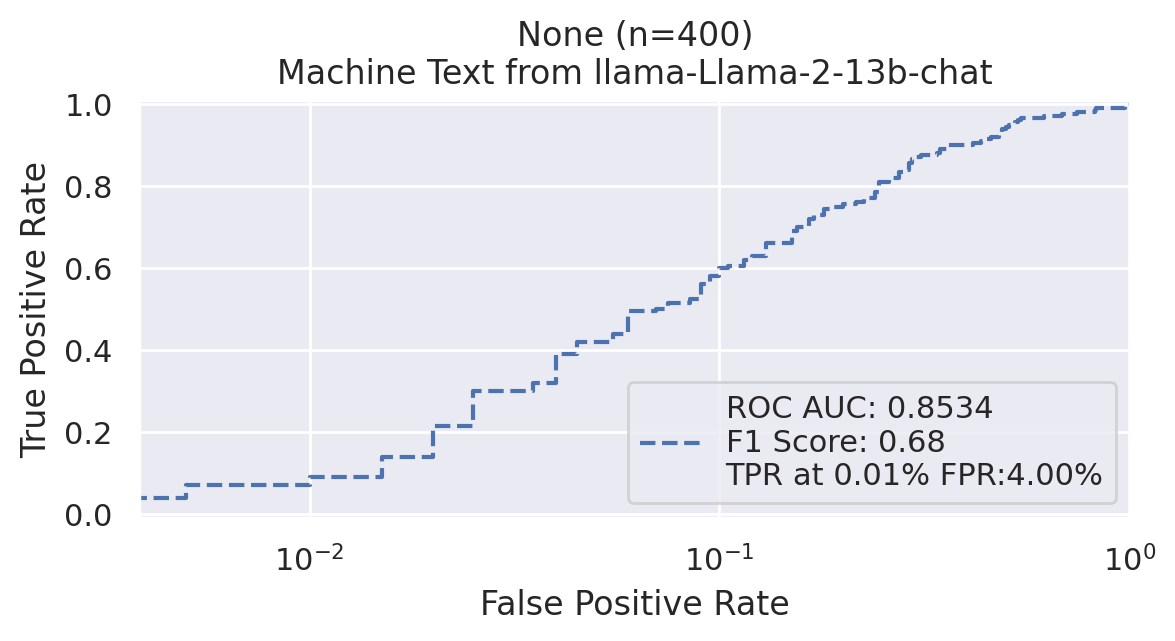 None (n=400)
Machine Text from llama-Llama-2-13b-chat
1.0
0.8
0.6
0.4
0.2
0.0
True Positive Rate
ROC AUC: 0.8534
F1 Score: 0.68
TPR at 0.01% FPR:4.00%
10⁻²
10⁻¹
10⁰
False Positive Rate